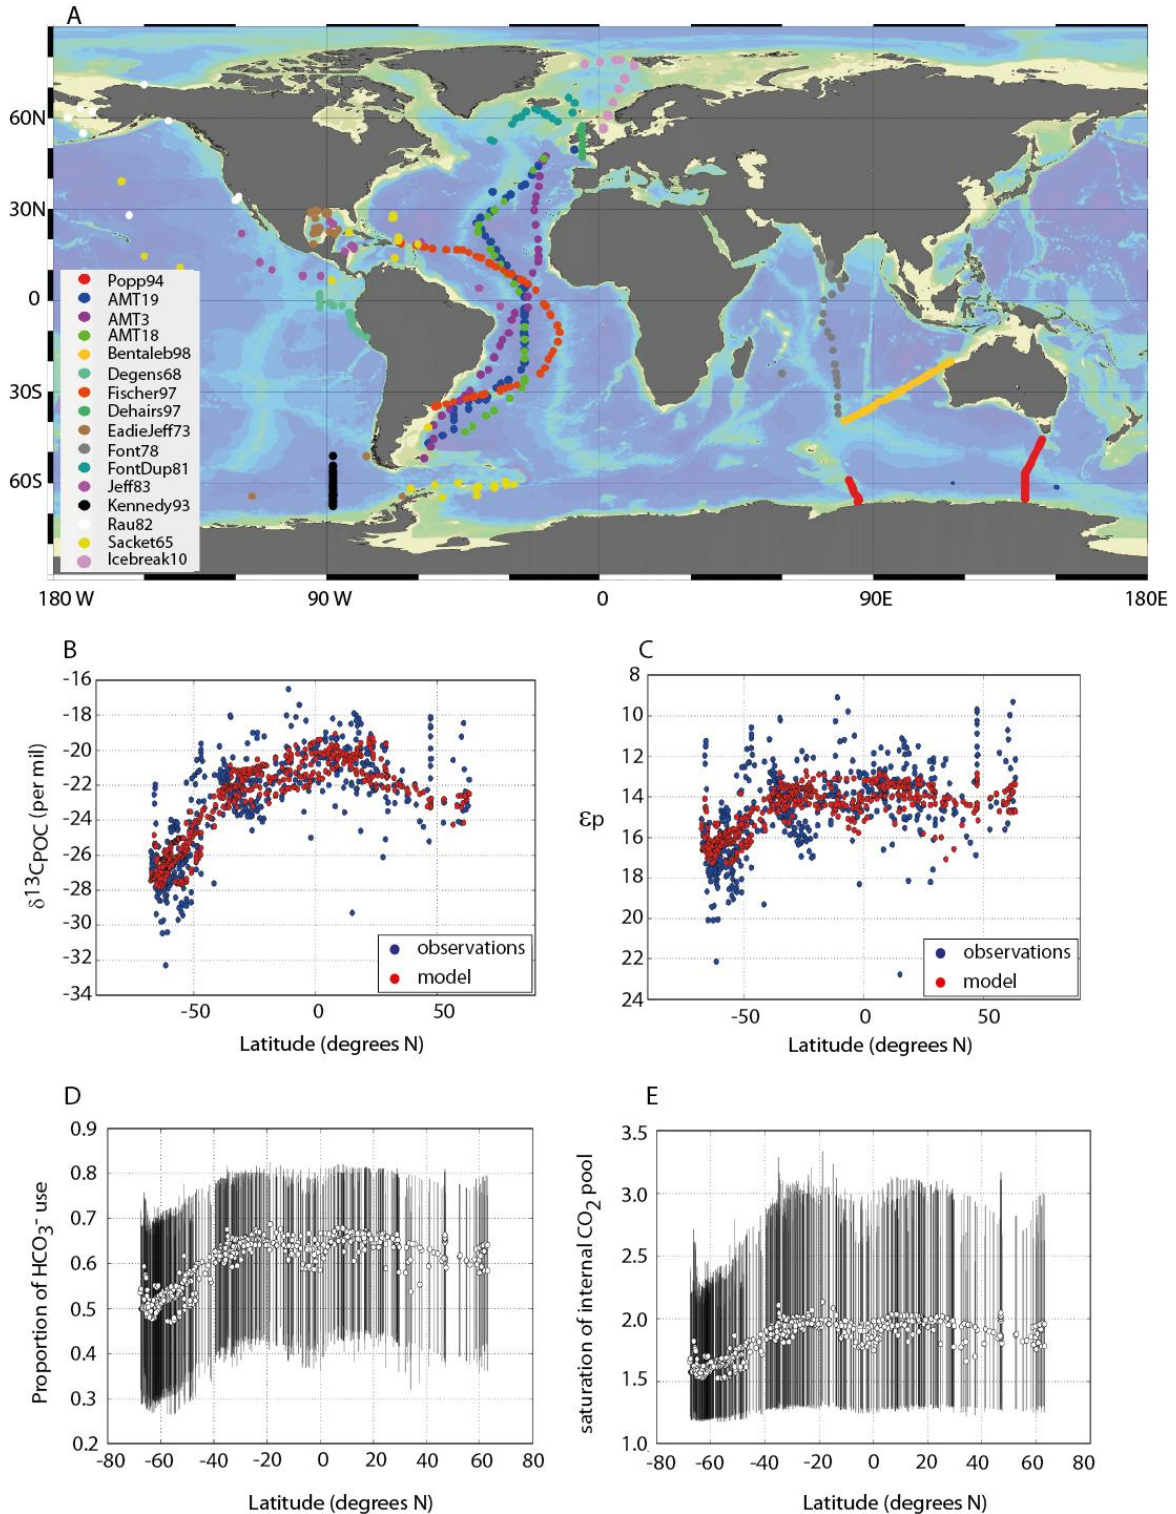 A
60N
30N
0
30S
60S
Popp94
AMT19
AMT3
AMT18
Bentaleb98
Degens68
Fischer97
Dehairs97
EadieJeff73
Font78
FontDup81
Jeff83
Kennedy93
Rau82
Sacket65
Icebreak10
180 W
90 W
0
90E
180E
B
-16
-18
-20
-22
-24
-26
-28
-30
-32
-34
δ13CPOC (per mil)
observations
model
-50
0
50
Latitude (degrees N)
C
8
10
12
14
16
18
20
22
24
εp
observations
model
-50
0
50
Latitude (degrees N)
D
0.9
0.8
0.7
0.6
0.5
0.4
0.3
0.2
Proportion of HCO3- use
-80
-60
-40
-20
0
20
40
60
80
Latitude (degrees N)
E
3.5
3.0
2.5
2.0
1.5
1.0
saturation of internal CO2 pool
-80
-60
-40
-20
0
20
40
60
80
Latitude (degrees N)